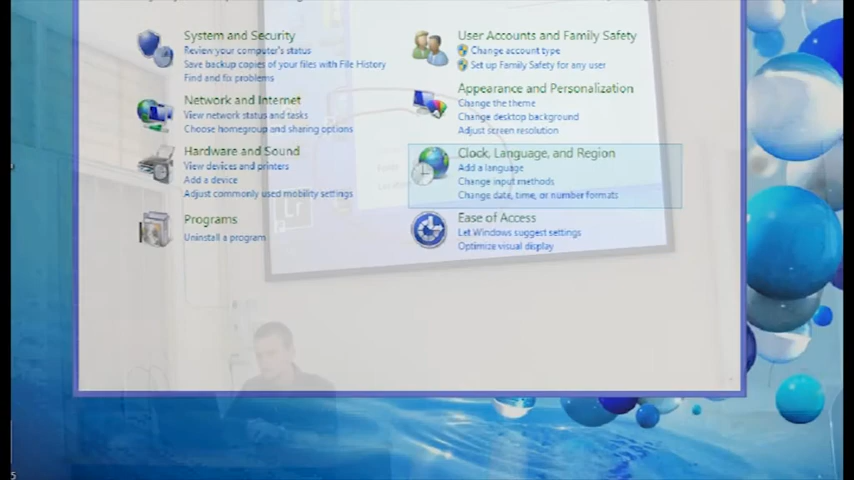 System and Security
Review your computer's status
Save backup copies of your files with File History
Find and fix problems
Network and Internet
View network status and tasks
Choose homegroup and sharing options
Hardware and Sound
View devices and printers
Add a device
Adjust commonly used mobility settings
Programs
Uninstall a program
User Accounts and Family Safety
Change account type
Set up Family Safety for any user
Appearance and Personalization
Change the theme
Change desktop background
Adjust screen resolution
Clock, Language, and Region
Add a language
Change input methods
Change date, time, or number formats
Ease of Access
Let Windows suggest settings
Optimize visual display